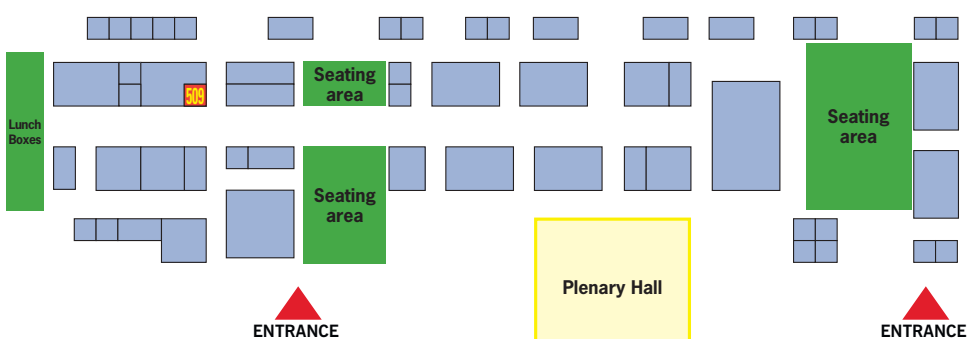 Lunch
Boxes
509
Seating
area
Seating
area
Seating
area
Plenary Hall
ENTRANCE
ENTRANCE